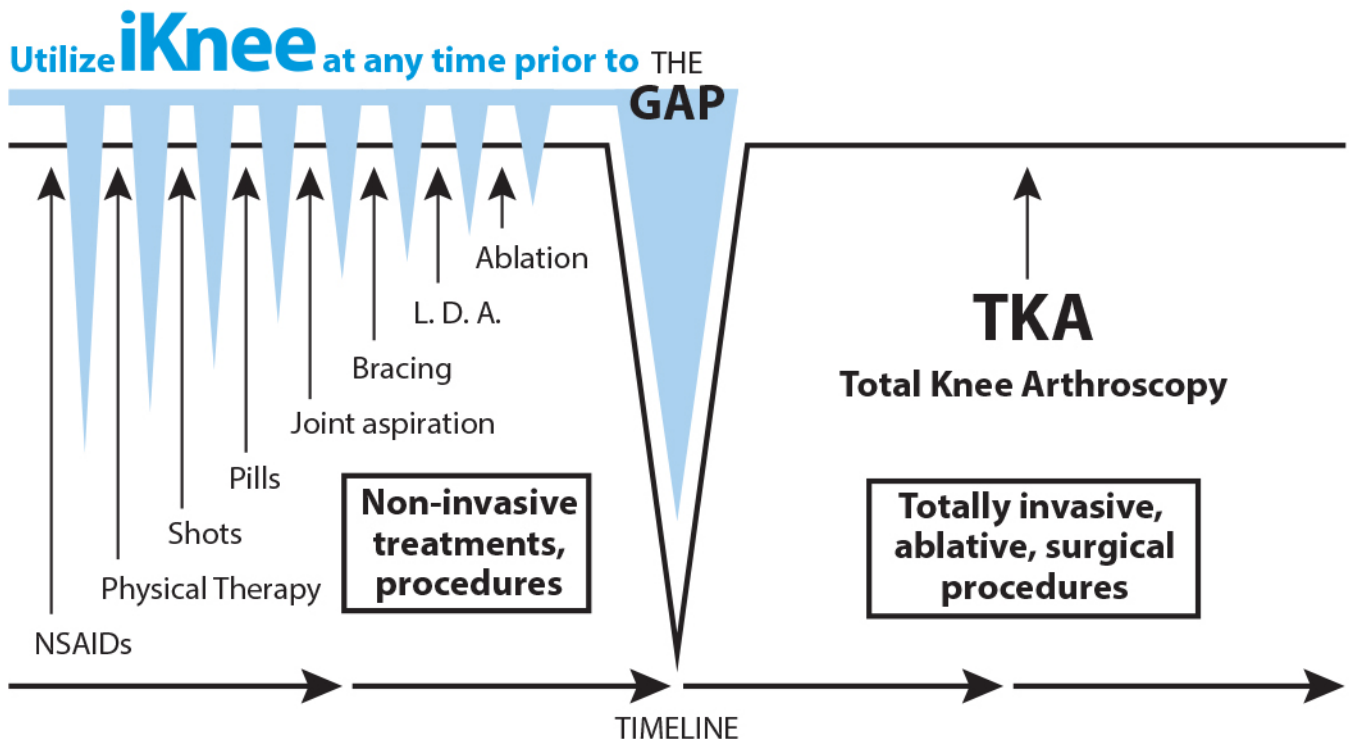 Utilize iKnee at any time prior to THE
GAP
Ablation
L. D. A.
Bracing
Joint aspiration
Pills
Shots
Physical Therapy
NSAIDs
Non-invasive
treatments,
procedures
TKA
Total Knee Arthroscopy
Totally invasive,
ablative, surgical
procedures
TIMELINE